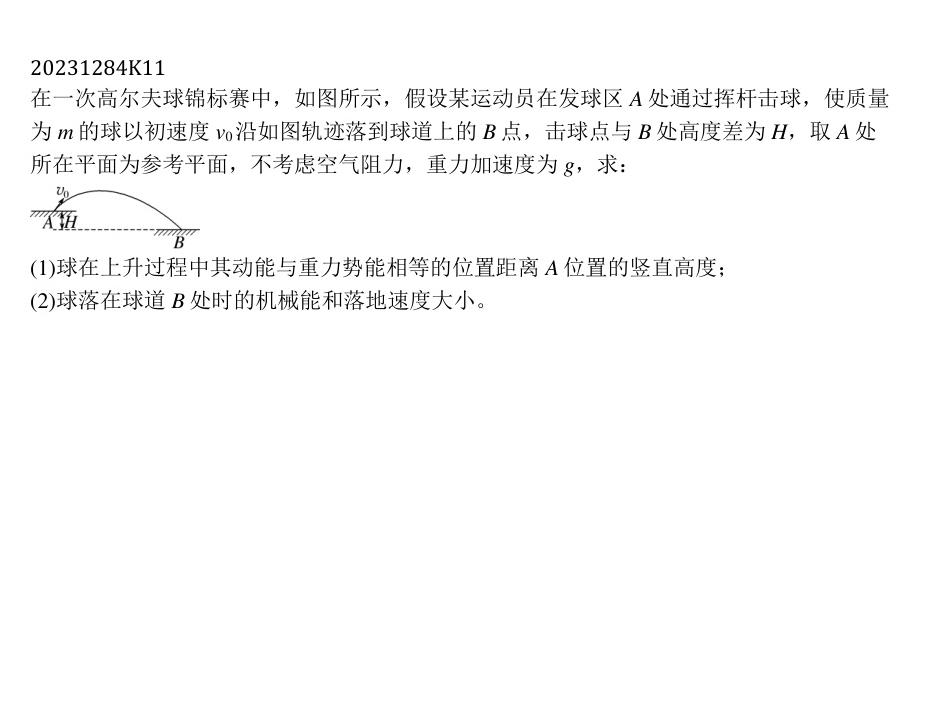 20231284K11
在一次高尔夫球锦标赛中，如图所示，假设某运动员在发球区 A 处通过挥杆击球，使质量
为 m 的球以初速度 v₀沿如图轨迹落到球道上的 B 点，击球点与 B 处高度差为 H，取 A 处
所在平面为参考平面，不考虑空气阻力，重力加速度为 g，求：
v₀
A H
B
(1)球在上升过程中其动能与重力势能相等的位置距离 A 位置的竖直高度；
(2)球落在球道 B 处时的机械能和落地速度大小。